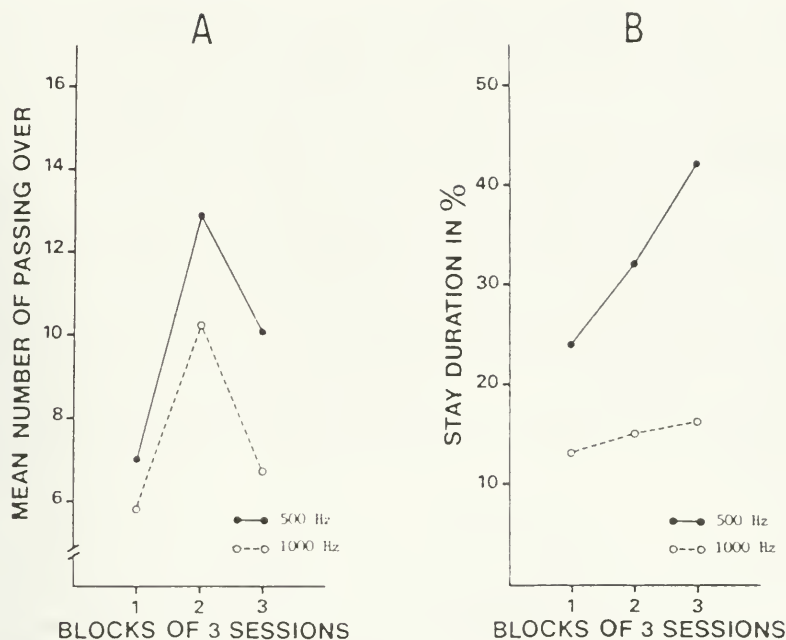 A
MEAN NUMBER OF PASSING OVER
16
14
12
10
8
6
500 Hz
1000 Hz
1 2 3
BLOCKS OF 3 SESSIONS
B
STAY DURATION IN %
50
40
30
20
10
500 Hz
1000 Hz
1 2 3
BLOCKS OF 3 SESSIONS